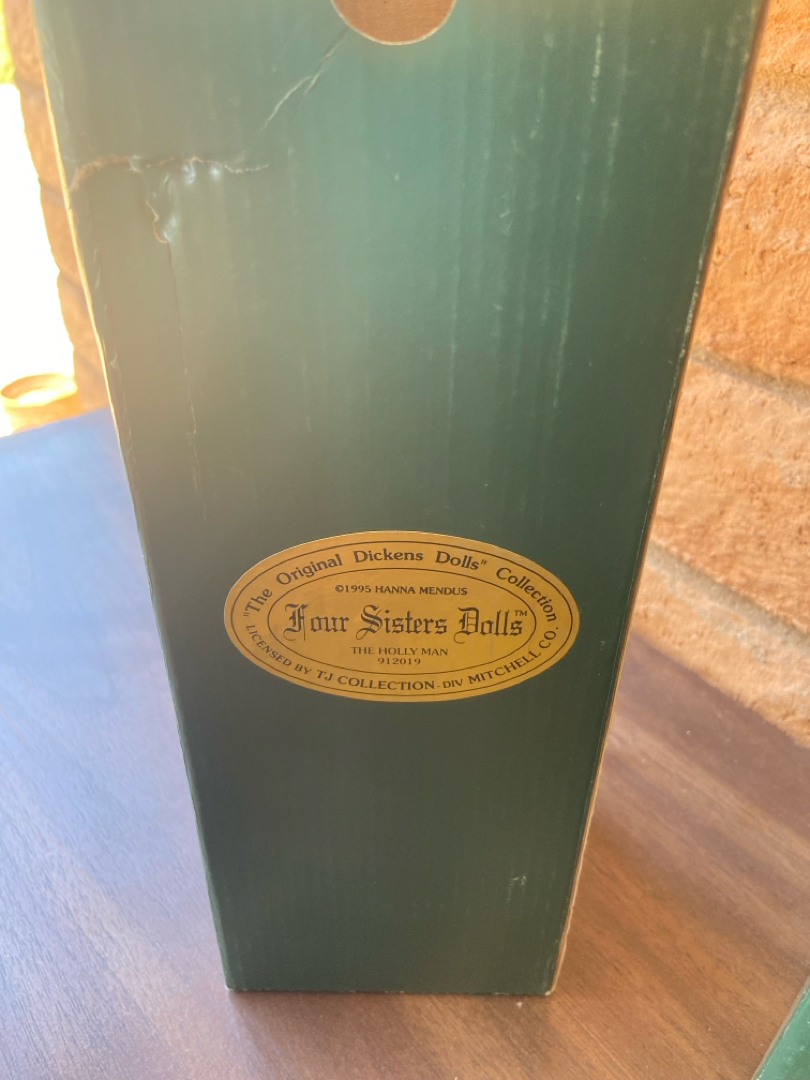 "The Original Dickens Dolls" Collection
©1995 HANNA MENDUS
Four Sisters Dolls™
THE HOLLY MAN
912019
LICENSED BY TJ COLLECTION - DIV MITCHELL CO.